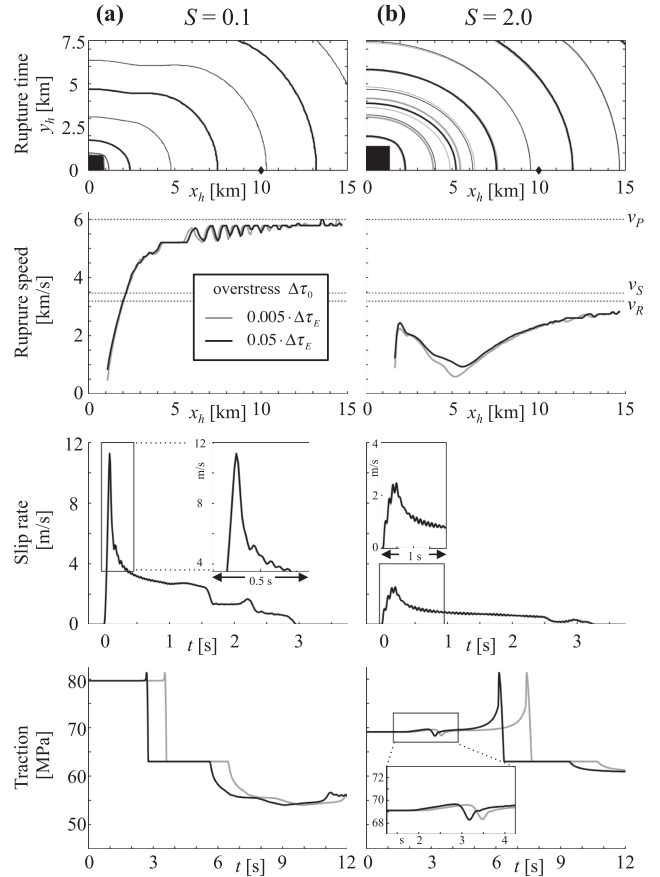 (a) S = 0.1 (b) S = 2.0
Rupture time
y_h [km]
7.5
5
2.5
0
0 5 10 15 0 5 10 15
x_h [km] x_h [km]
Ruprure speed
[km/s]
6
4
2
0
v_P
v_S
v_R
overstress Δτ_0
0.005·Δτ_E
0.05·Δτ_E
0 5 10 15 0 5 10 15
x_h [km] x_h [km]
Slip rate
[m/s]
12
8
4
0
12
m/s
8
4
0.5 s
4
m/s
2
0
1 s
0 1 2 3 0 1 2 3
t [s] t [s]
Traction
[MPa]
80
70
60
50
72
70
68
s 2 3 4
0 3 6 9 12 0 3 6 9 12
t [s] t [s]